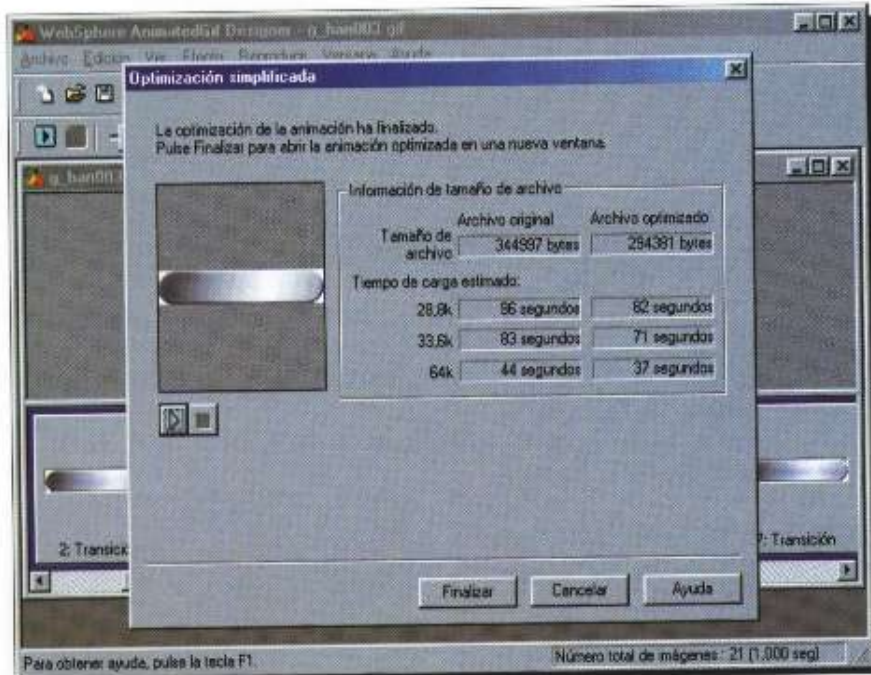 WebSphere AnimatedGif Designer - g_han003.gif
Archivo Edición Ver Efecto Reproducir Ventana Ayuda
Optimización simplificada
La optimización de la animación ha finalizado.
Pulse Finalizar para abrir la animación optimizada en una nueva ventana.
Información de tamaño de archivo
Archivo original Archivo optimizado
Tamaño de archivo 344997 bytes 294381 bytes
Tiempo de carga estimado:
28,8k 96 segundos 82 segundos
33,6k 83 segundos 71 segundos
64k 44 segundos 37 segundos
2: Transición
7: Transición
Finalizar Cancelar Ayuda
Para obtener ayuda, pulse la tecla F1.
Número total de imágenes : 21 (1.000 seg)